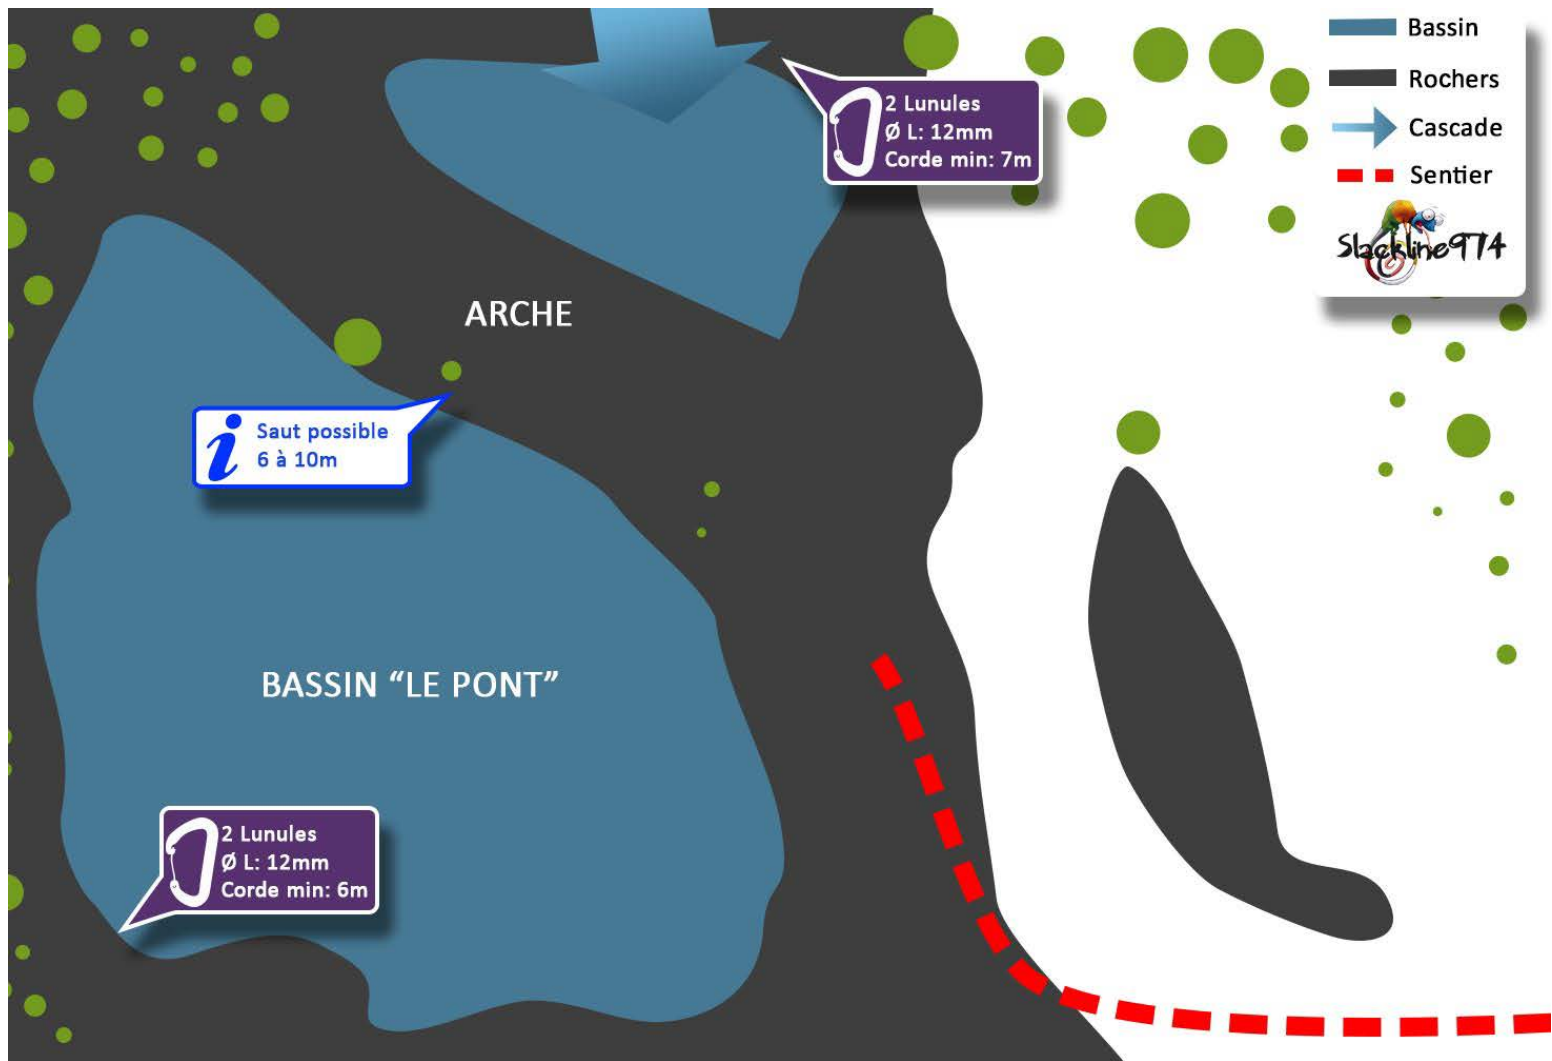 Bassin
Rochers
Cascade
Sentier
Slackline974
2 Lunules
Ø L: 12mm
Corde min: 7m
ARCHE
Saut possible
6 à 10m
BASSIN “LE PONT”
2 Lunules
Ø L: 12mm
Corde min: 6m